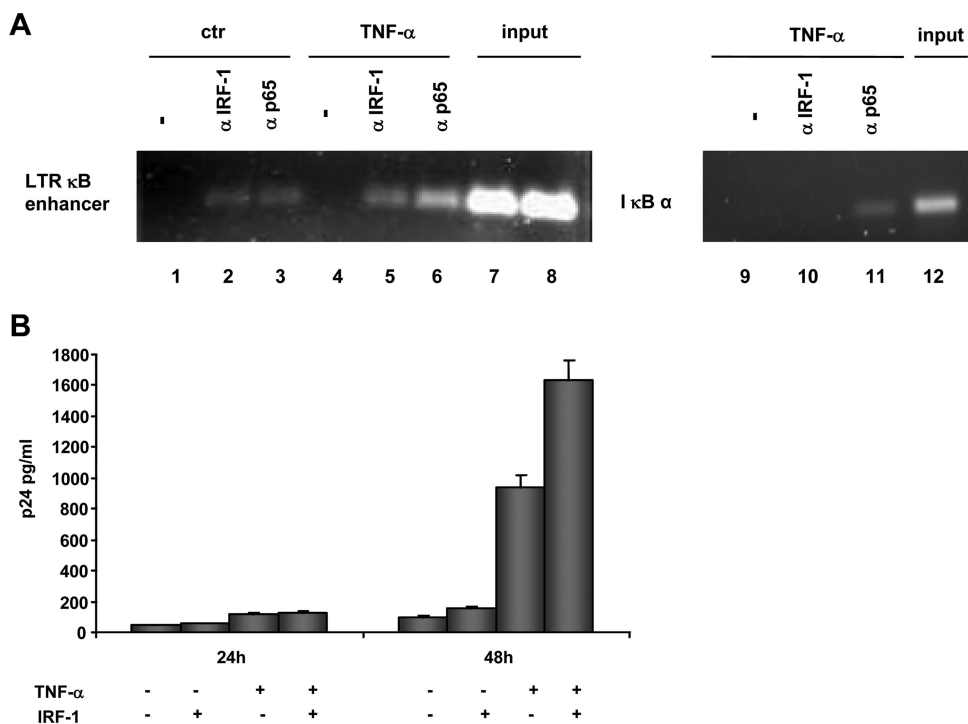 A
ctr TNF-α input TNF-α input
- α IRF-1 α p65 - α IRF-1 α p65 - α IRF-1 α p65
LTR κB
enhancer
I κB α
1 2 3 4 5 6 7 8 9 10 11 12
B
p24 pg/ml
1800
1600
1400
1200
1000
800
600
400
200
0
24h 48h
TNF-α - - + + - - + +
IRF-1 - + - + - + - +